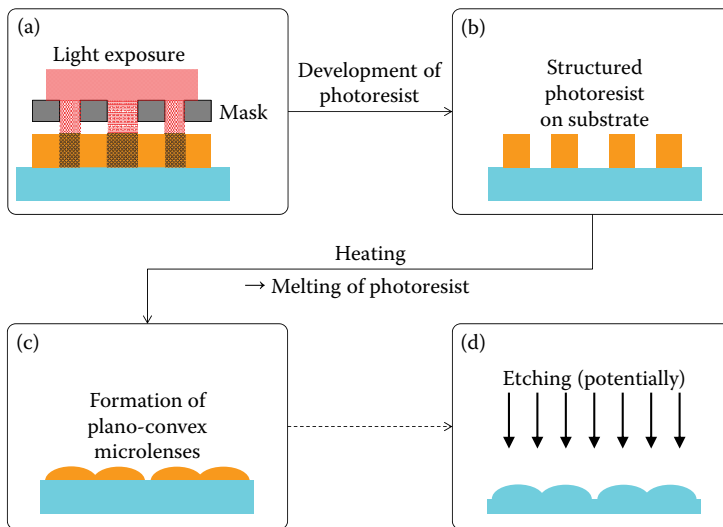 (a)
Light exposure
Mask
Development of
photoresist
(b)
Structured
photoresist
on substrate
Heating
→ Melting of photoresist
(c)
Formation of
plano-convex
microlenses
(d)
Etching (potentially)